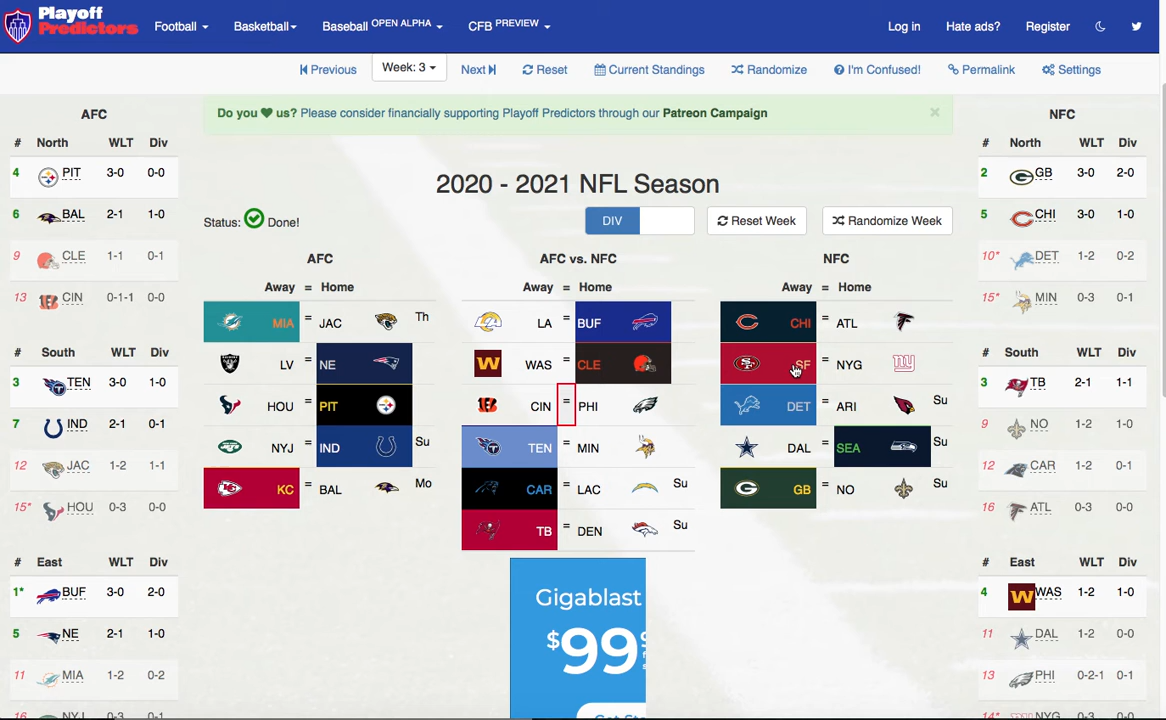 Playoff
Predictors
Football
Basketball
Baseball OPEN ALPHA
CFB PREVIEW
Log in
Hate ads?
Register
Previous
Week: 3
Next
Reset
Current Standings
Randomize
I'm Confused!
Permalink
Settings
Do you us? Please consider financially supporting Playoff Predictors through our Patreon Campaign
×
2020 - 2021 NFL Season
Status: Done!
DIV
Reset Week
Randomize Week
AFC
# North WLT Div
4 PIT 3-0 0-0
6 BAL 2-1 1-0
9 CLE 1-1 0-1
13 CIN 0-1-1 0-0
# South WLT Div
3 TEN 3-0 1-0
7 IND 2-1 0-1
12 JAC 1-2 1-1
15* HOU 0-3 0-0
# East WLT Div
1* BUF 3-0 2-0
5 NE 2-1 1-0
11 MIA 1-2 0-2
16 NYJ 0-3 0-1
AFC
Away = Home
MIA = JAC Th
LV = NE
HOU = PIT
NYJ = IND Su
KC = BAL Mo
AFC vs. NFC
Away = Home
LA = BUF
W WAS = CLE
CIN = PHI
TEN = MIN
CAR = LAC Su
TB = DEN Su
NFC
Away = Home
CHI = ATL
SF = NYG
DET = ARI Su
DAL = SEA Su
GB = NO Su
Gigablast
$99
NFC
# North WLT Div
2 GB 3-0 2-0
5 CHI 3-0 1-0
10* DET 1-2 0-2
15* MIN 0-3 0-1
# South WLT Div
3 TB 2-1 1-1
9 NO 1-2 1-0
12 CAR 1-2 0-1
16 ATL 0-3 0-0
# East WLT Div
4 W WAS 1-2 1-0
11 DAL 1-2 0-0
13 PHI 0-2-1 0-1
14* NYG 0-3 0-0